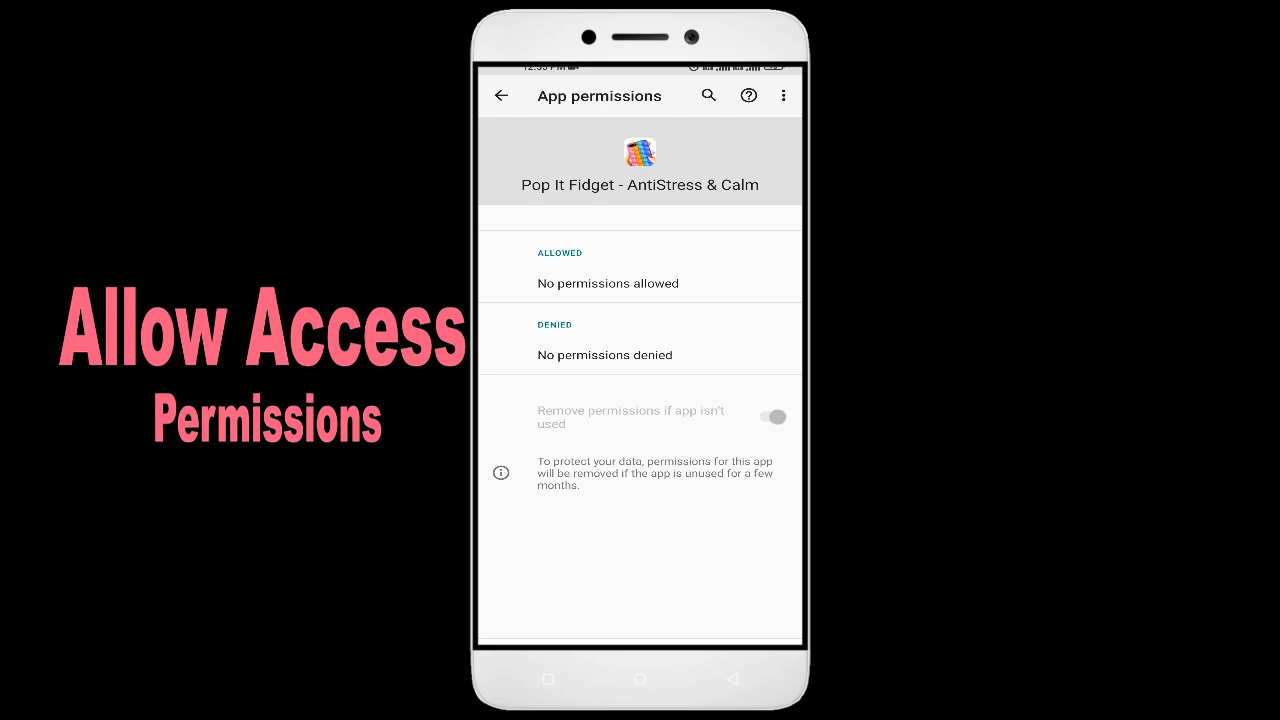 App permissions
Pop It Fidget - AntiStress & Calm
ALLOWED
No permissions allowed
DENIED
No permissions denied
Remove permissions if app isn't
used
To protect your data, permissions for this app
will be removed if the app is unused for a few
months.
Allow Access
Permissions